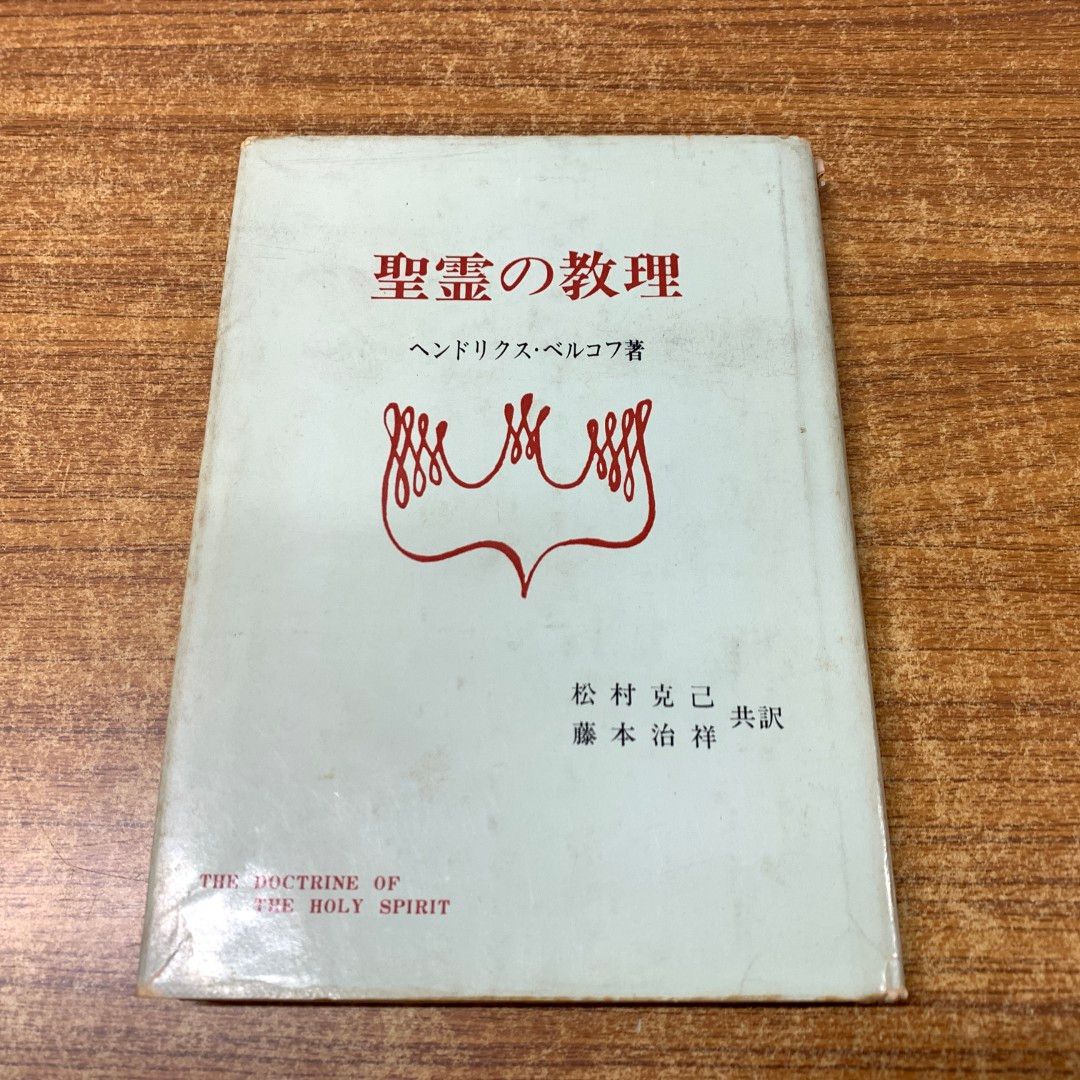 聖霊の教理
ヘンドリクス・ベルコフ著
松村克己
藤本治祥
共訳
THE DOCTRINE OF
THE HOLY SPIRIT